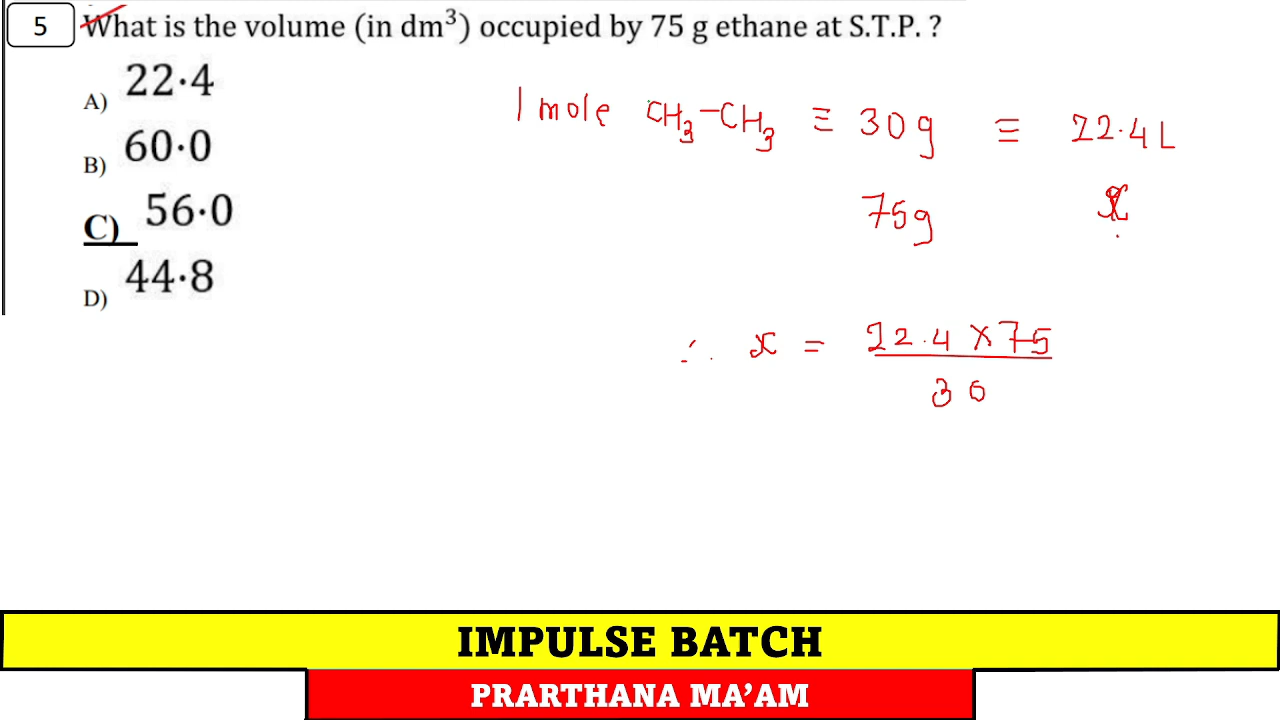 5 What is the volume (in dm³) occupied by 75 g ethane at S.T.P. ?
A) 22·4
B) 60·0
C) 56·0
D) 44·8
1 mole CH₃–CH₃ ≡ 30g ≡ 22.4 L
75g x
∴ x = 22.4 × 75
30
IMPULSE BATCH
PRARTHANA MA'AM